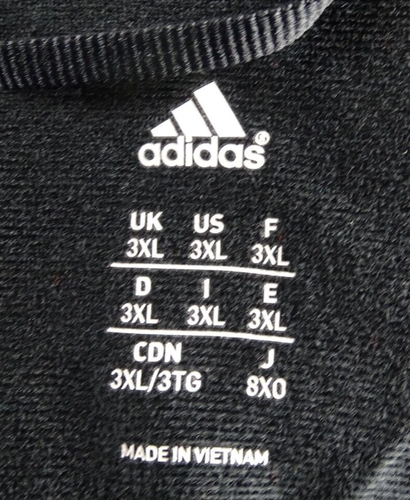 adidas®
UK US F
3XL 3XL 3XL
D I E
3XL 3XL 3XL
CDN J
3XL/3TG 8XO
MADE IN VIETNAM